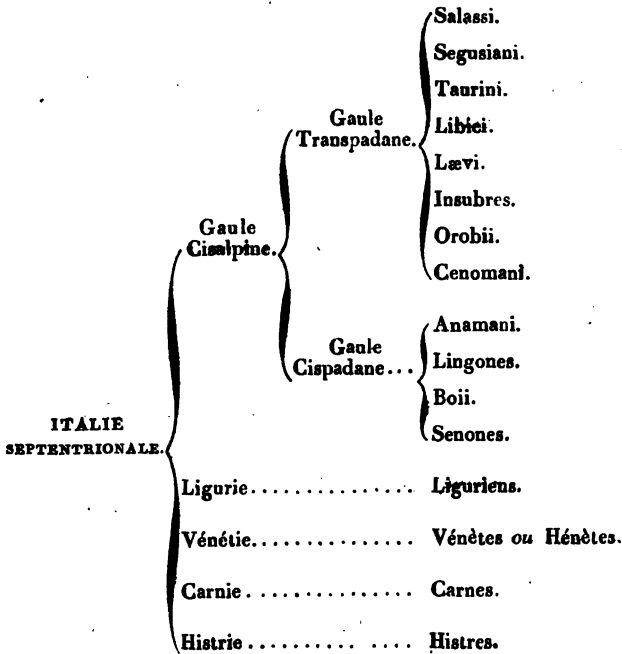 Salassi.
Segusiani.
Taurini.
Libici.
Lævi.
Insubres.
Orobii.
Cenomani.
Gaule
Transpadane.
Gaule
Cisalpine.
Gaule
Cispadane...
Anamani.
Lingones.
Boii.
Senones.
ITALIE
SEPTENTRIONALE.
Ligurie.............. Liguriens.
Vénétie.............. Vénètes ou Hénètes.
Carnie .............. Carnes.
Histrie .......... .... Histres.